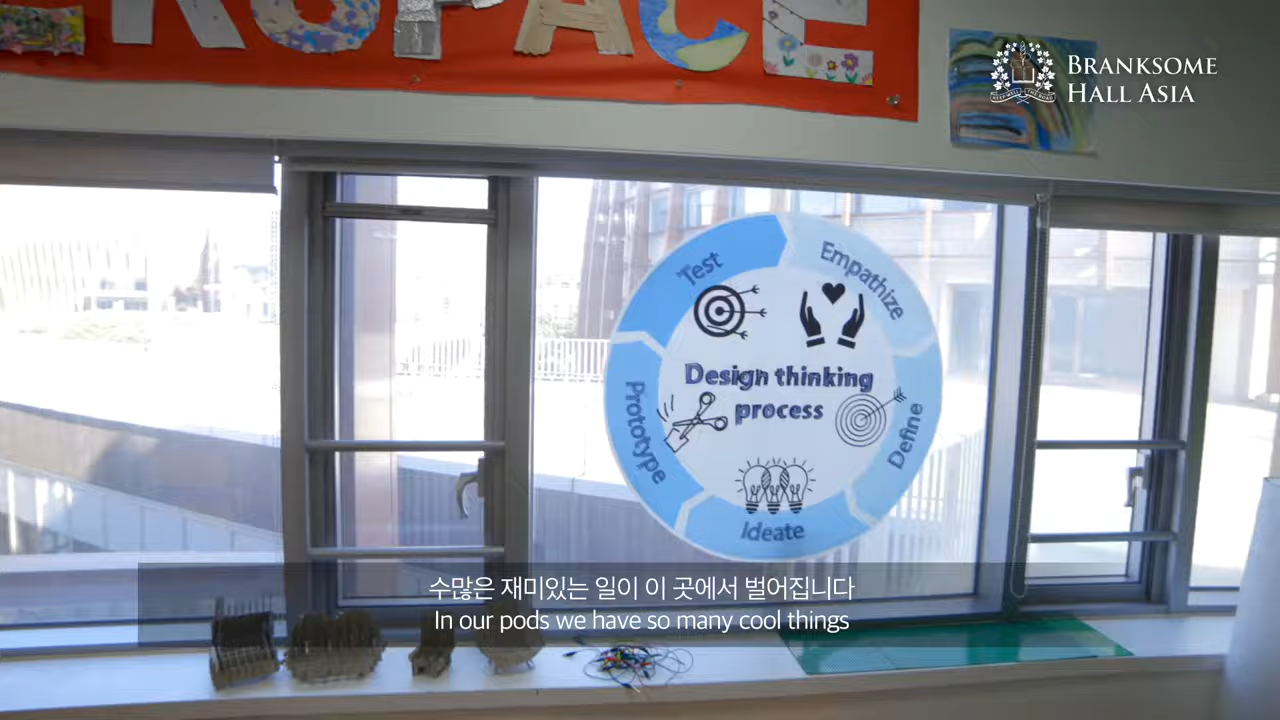 ERSPACE
BRANKSOME
HALL ASIA
Test
Empathize
Design thinking
process
Prototype
Define
Ideate
수많은 재미있는 일이 이 곳에서 벌어집니다
In our pods we have so many cool things